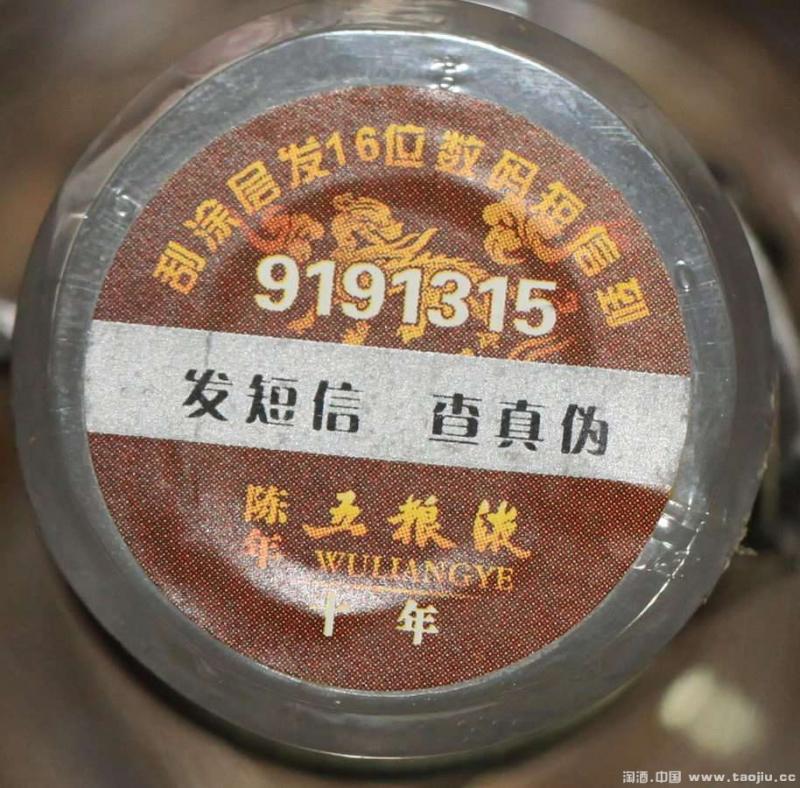 刮涂层发16位数码短信到
9191315
发短信 查真伪
陈年 五粮液
WULIANGYE
十年
淘酒.中国 www.taojiu.cc